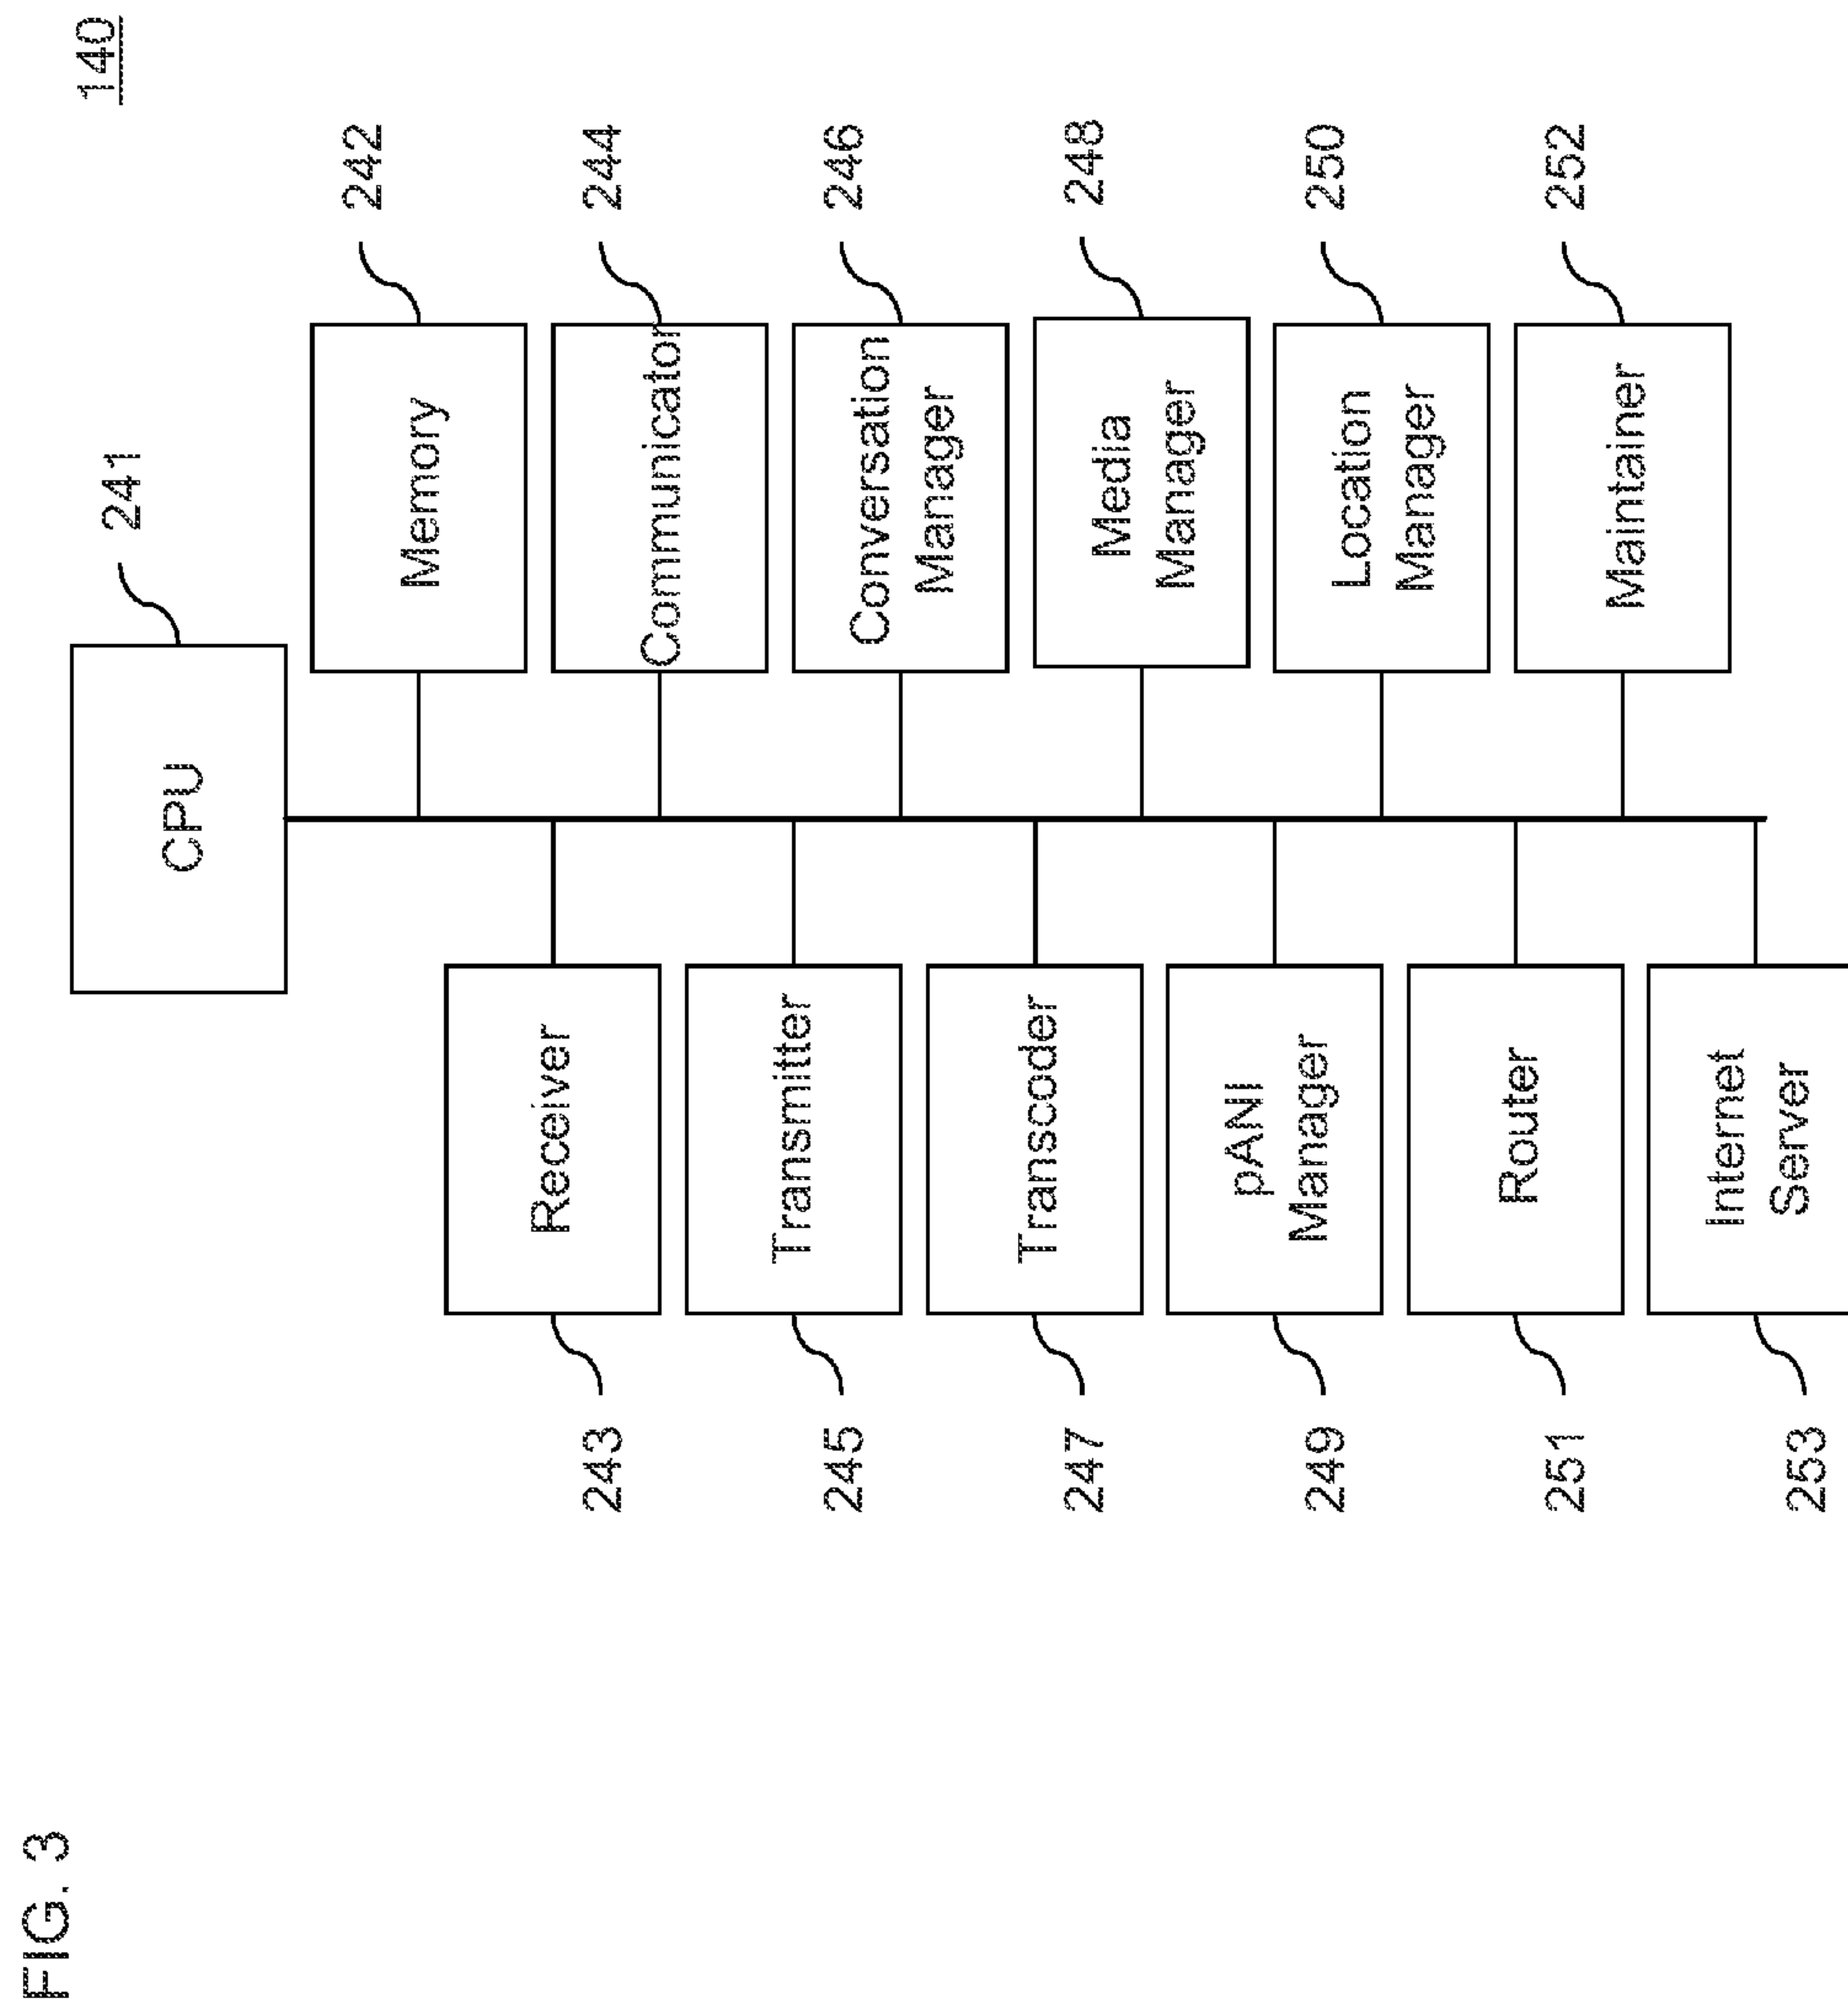 FIG. 3
140
CPU
241
Memory
242
Receiver
243
Communicator
244
Transmitter
245
Conversation
Manager
246
Transcoder
247
Media
Manager
248
pANI
Manager
249
Location
Manager
250
Router
251
Maintainer
252
Internet
Server
253